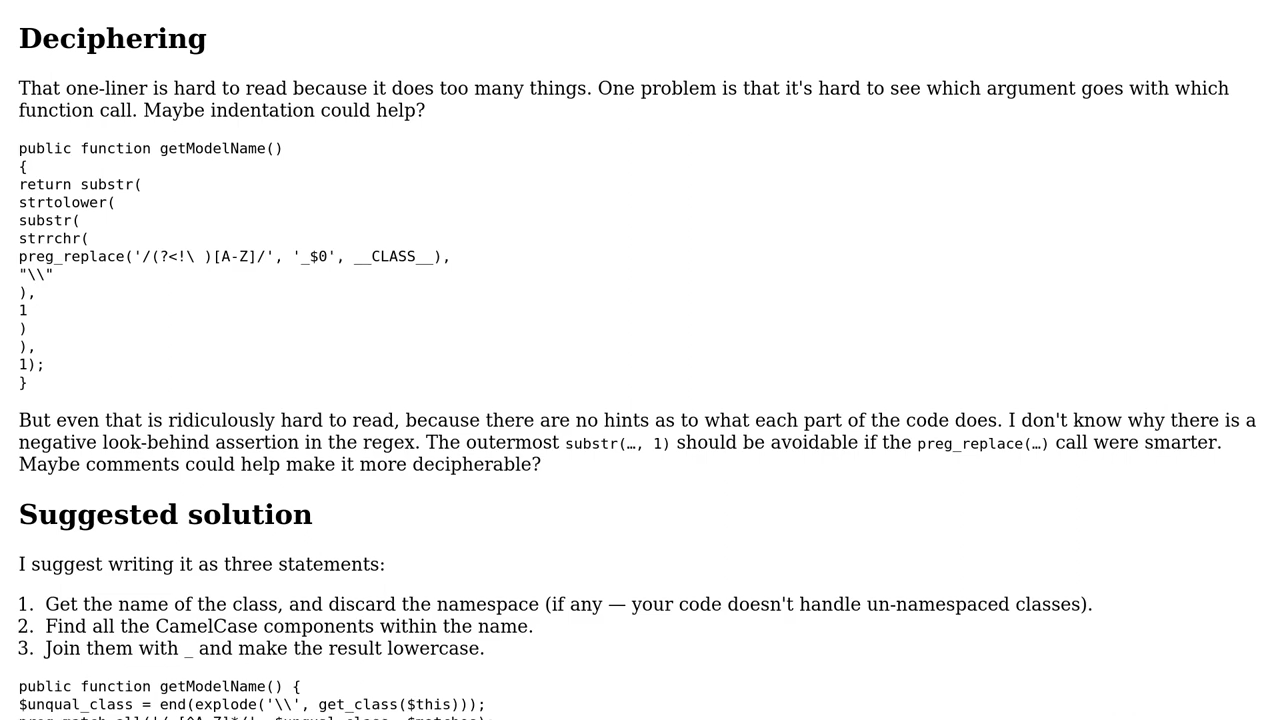 Deciphering
That one-liner is hard to read because it does too many things. One problem is that it's hard to see which argument goes with which
function call. Maybe indentation could help?
public function getModelName()
{
return substr(
strtolower(
substr(
strrchr(
preg_replace('/(?<!\ )[A-Z]/', '_$0', __CLASS__),
"\\"
),
1
)
),
1);
}
But even that is ridiculously hard to read, because there are no hints as to what each part of the code does. I don't know why there is a
negative look-behind assertion in the regex. The outermost substr(…, 1) should be avoidable if the preg_replace(…) call were smarter.
Maybe comments could help make it more decipherable?
Suggested solution
I suggest writing it as three statements:
1. Get the name of the class, and discard the namespace (if any — your code doesn't handle un-namespaced classes).
2. Find all the CamelCase components within the name.
3. Join them with _ and make the result lowercase.
public function getModelName() {
$unqual_class = end(explode('\\', get_class($this)));